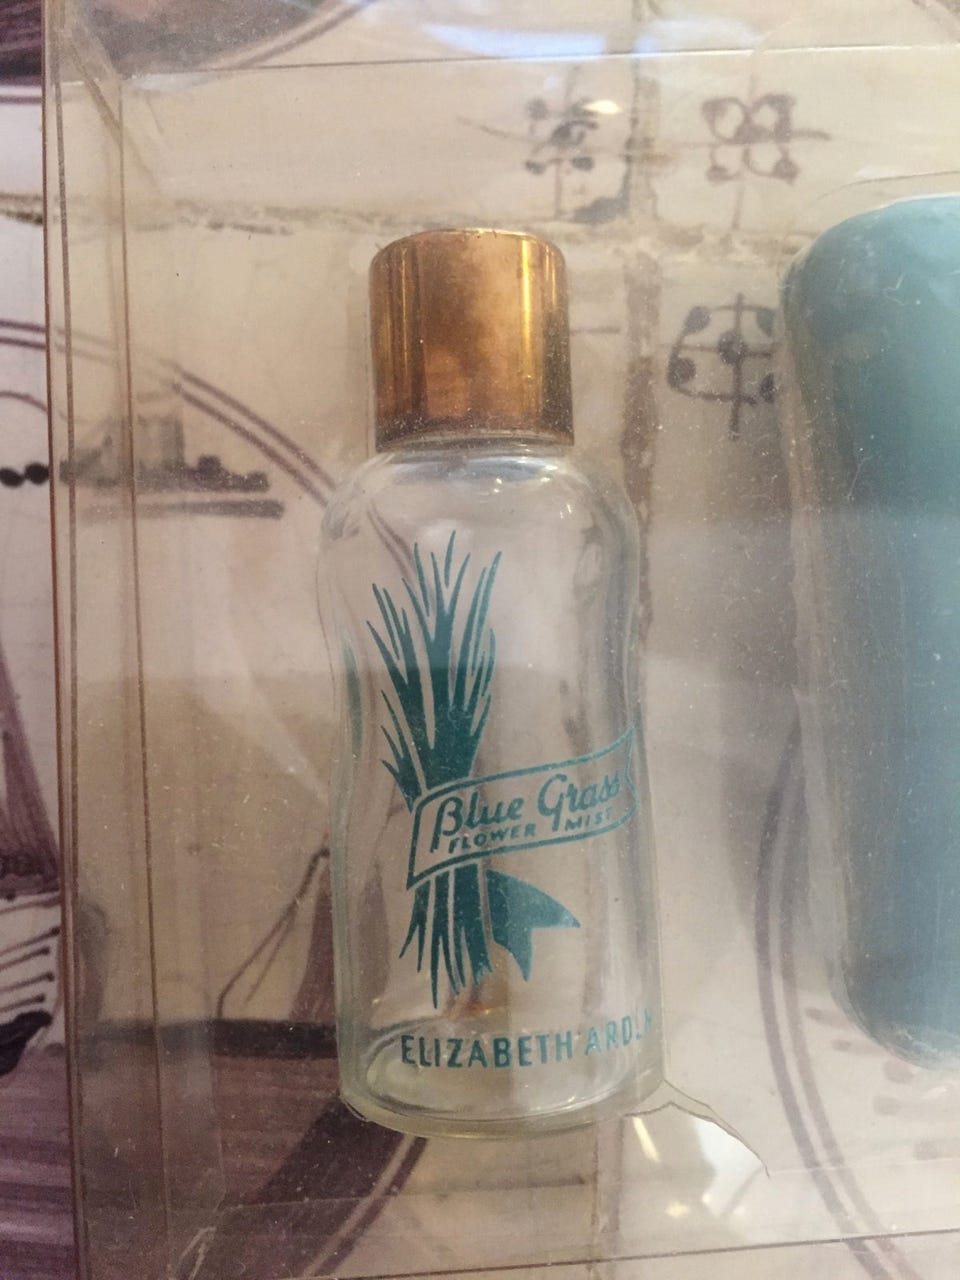 Blue Grass
FLOWER MIST
ELIZABETH ARDEN